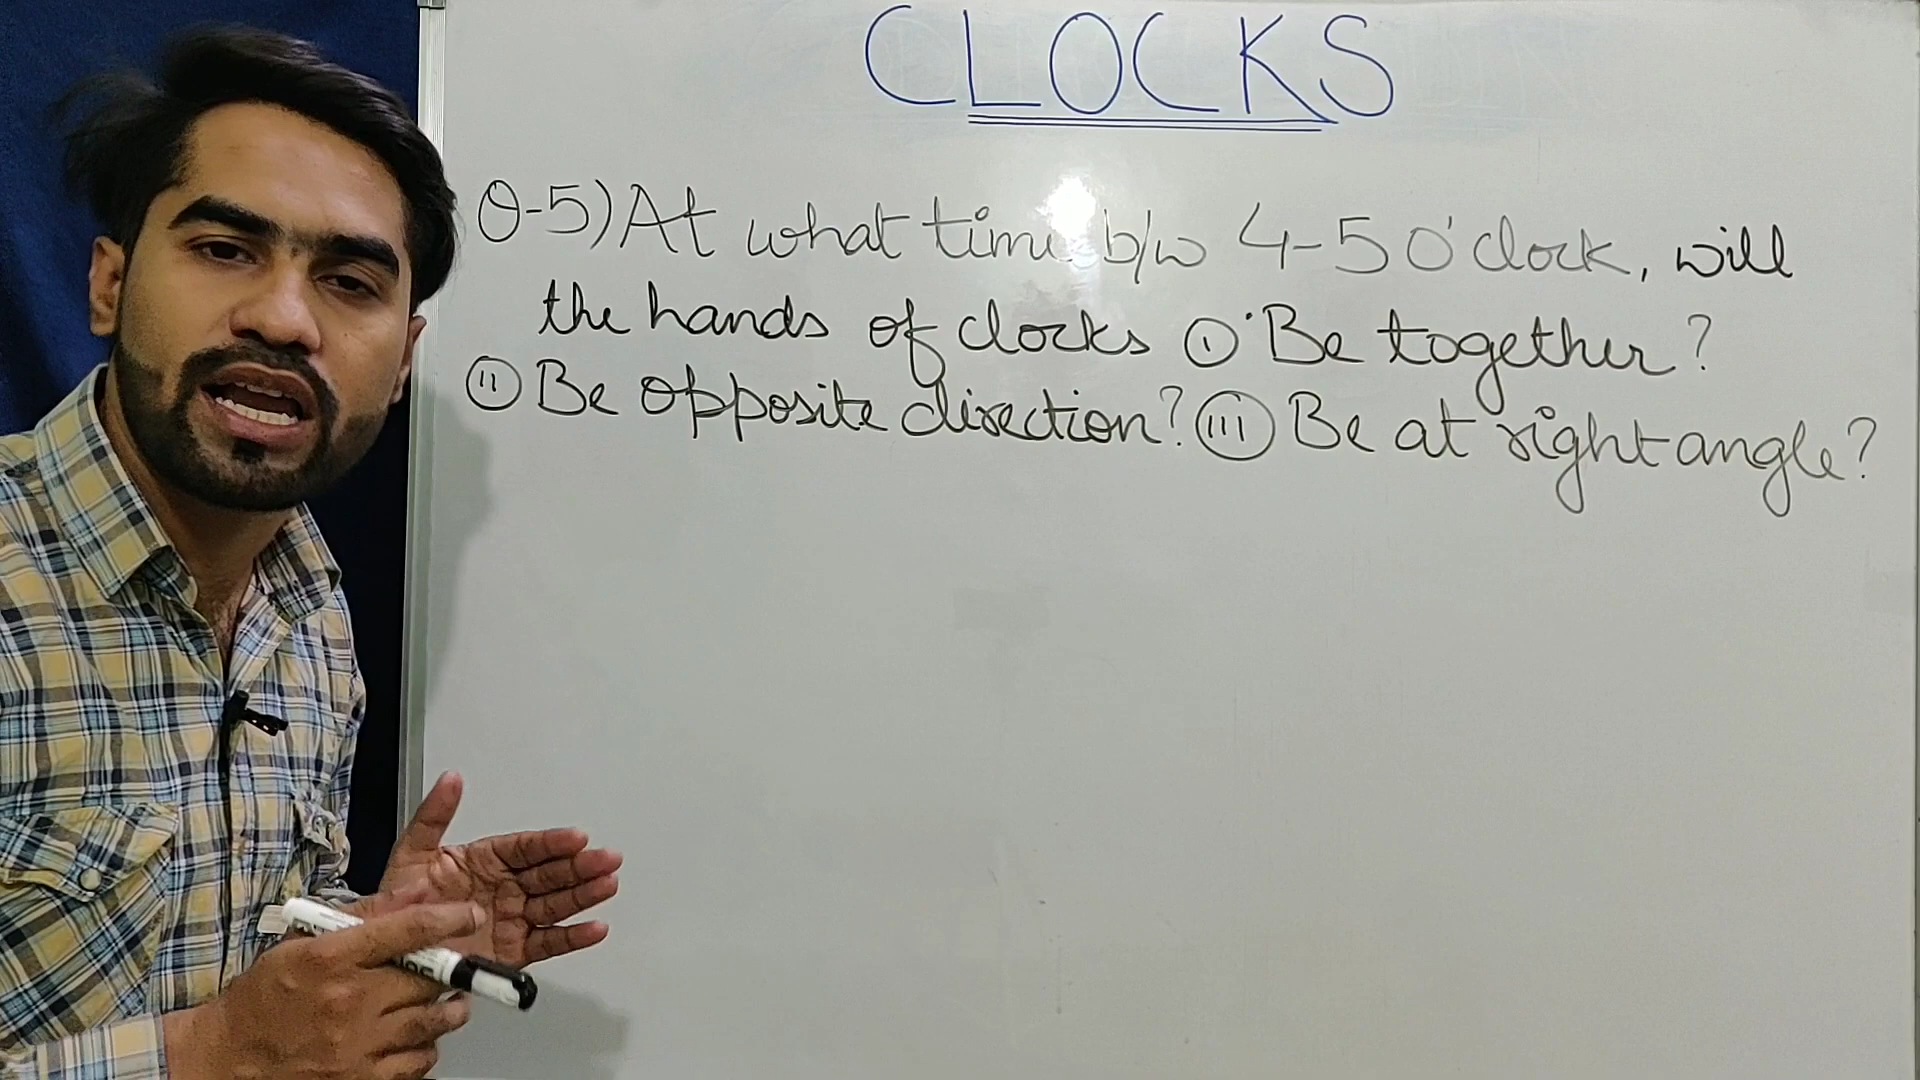 CLOCKS
Q-5) At what time b/w 4-5 O'clock, will
the hands of clocks (i) Be together?
(ii) Be opposite direction? (iii) Be at right angle?